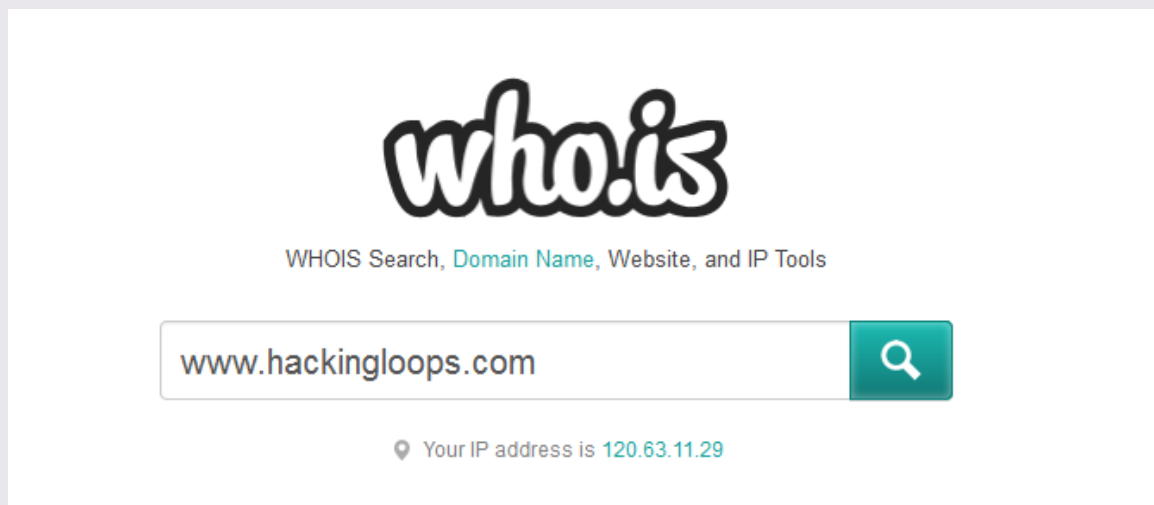 who.is
WHOIS Search, Domain Name, Website, and IP Tools
www.hackingloops.com
Your IP address is 120.63.11.29